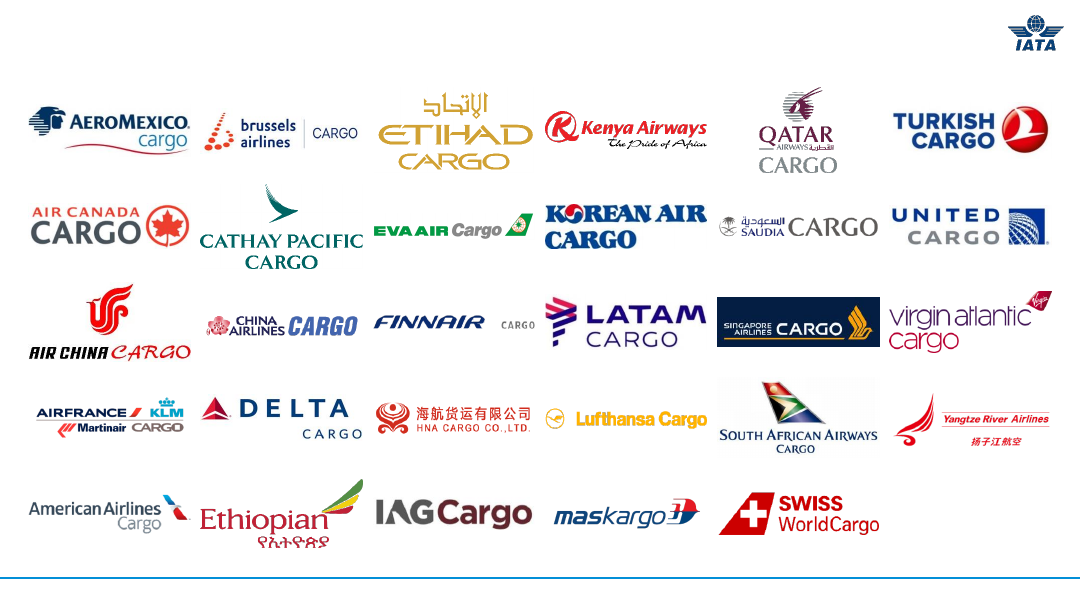 IATA
AEROMEXICO.
cargo
brussels
airlines
CARGO
الإتحاد
ETIHAD
CARGO
Kenya Airways
The Pride of Africa
QATAR
AIRWAYS القطرية
CARGO
TURKISH
CARGO
AIR CANADA
CARGO
CATHAY PACIFIC
CARGO
EVA AIR Cargo
KOREAN AIR
CARGO
السعودية
SAUDIA CARGO
UNITED
CARGO
AIR CHINA CARGO
CHINA
AIRLINES CARGO
FINNAIR CARGO
LATAM
CARGO
SINGAPORE
AIRLINES CARGO
Virgin
virgin atlantic
cargo
AIRFRANCE KLM
Martinair CARGO
DELTA
CARGO
海航货运有限公司
HNA CARGO CO.,LTD.
Lufthansa Cargo
SOUTH AFRICAN AIRWAYS
CARGO
Yangtze River Airlines
扬子江航空
American Airlines
Cargo
Ethiopian
የኢትዮጵያ
IAG Cargo
maskargo
SWISS
WorldCargo